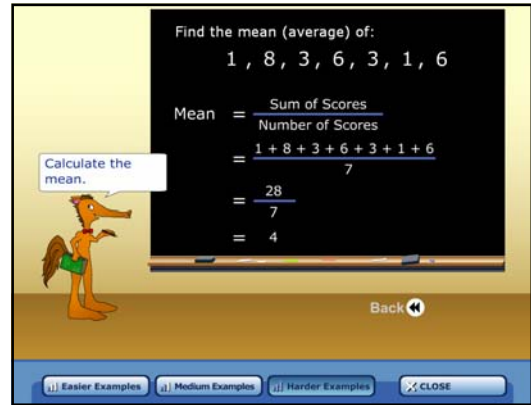 Find the mean (average) of:
1 , 8 , 3 , 6 , 3 , 1 , 6
Mean = Sum of Scores
Number of Scores
= 1 + 8 + 3 + 6 + 3 + 1 + 6
7
= 28
7
= 4
Calculate the
mean.
Back
Easier Examples
Medium Examples
Harder Examples
CLOSE